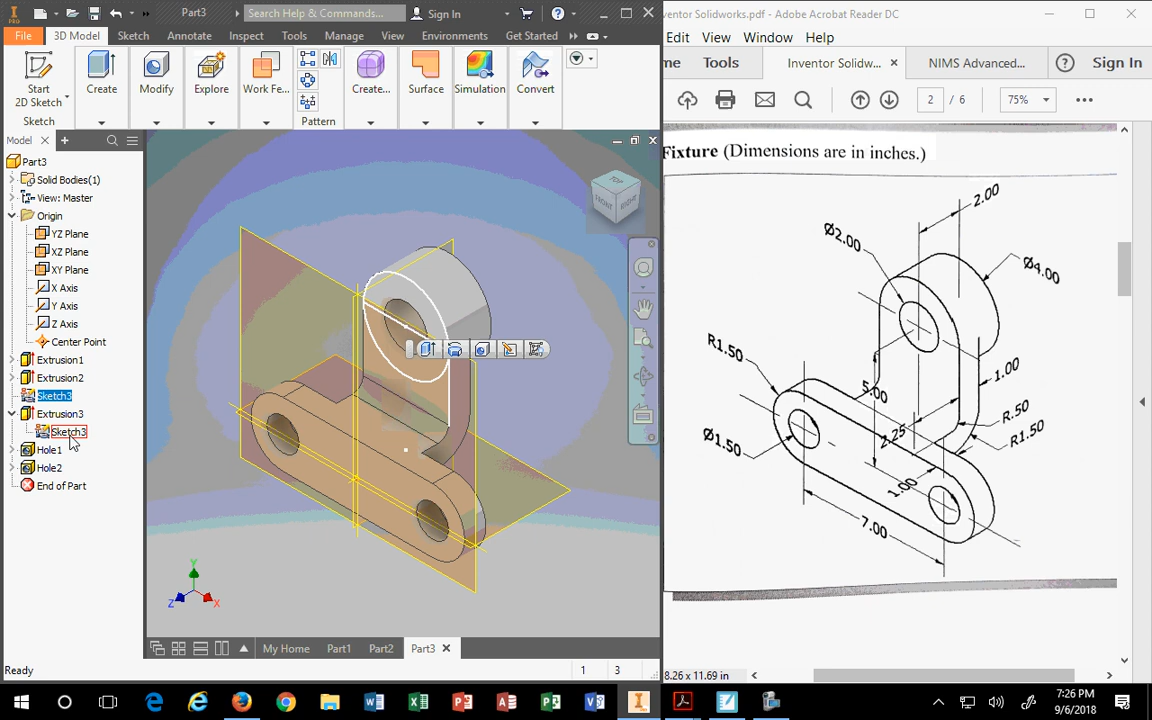 PRO
Part3
Search Help & Commands...
Sign In
File
3D Model
Sketch
Annotate
Inspect
Tools
Manage
View
Environments
Get Started
Start
2D Sketch
Create
Modify
Explore
Work Fe...
Create...
Surface
Simulation
Convert
Sketch
Pattern
Model
Part3
Solid Bodies(1)
View: Master
Origin
YZ Plane
XZ Plane
XY Plane
X Axis
Y Axis
Z Axis
Center Point
Extrusion1
Extrusion2
Sketch3
Extrusion3
Sketch3
Hole1
Hole2
End of Part
TOP
FRONT
RIGHT
Y
Z
X
My Home
Part1
Part2
Part3
Ready
1
3
ventor Solidworks.pdf - Adobe Acrobat Reader DC
Edit
View
Window
Help
me
Tools
Inventor Solidw...
NIMS Advanced...
Sign In
2 / 6
75%
Fixture (Dimensions are in inches.)
2.00
Ø2.00
Ø4.00
R1.50
1.00
5.00
R.50
R1.50
2.25
Ø1.50
1.00
7.00
8.26 x 11.69 in
7:26 PM
9/6/2018